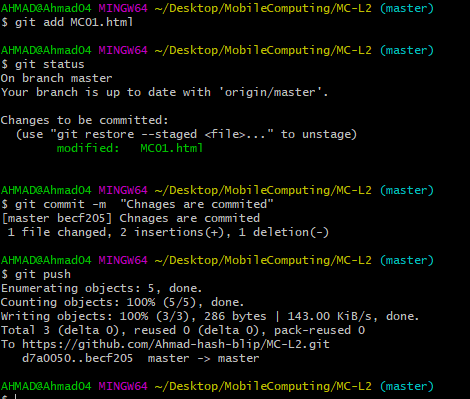 AHMAD@Ahmad04 MINGW64 ~/Desktop/MobileComputing/MC-L2 (master)
$ git add MC01.html
AHMAD@Ahmad04 MINGW64 ~/Desktop/MobileComputing/MC-L2 (master)
$ git status
On branch master
Your branch is up to date with 'origin/master'.
Changes to be committed:
  (use "git restore --staged <file>..." to unstage)
        modified:   MC01.html
AHMAD@Ahmad04 MINGW64 ~/Desktop/MobileComputing/MC-L2 (master)
$ git commit -m  "Chnages are commited"
[master becf205] Chnages are commited
 1 file changed, 2 insertions(+), 1 deletion(-)
AHMAD@Ahmad04 MINGW64 ~/Desktop/MobileComputing/MC-L2 (master)
$ git push
Enumerating objects: 5, done.
Counting objects: 100% (5/5), done.
Writing objects: 100% (3/3), 286 bytes | 143.00 KiB/s, done.
Total 3 (delta 0), reused 0 (delta 0), pack-reused 0
To https://github.com/Ahmad-hash-blip/MC-L2.git
   d7a0050..becf205  master -> master
AHMAD@Ahmad04 MINGW64 ~/Desktop/MobileComputing/MC-L2 (master)
$